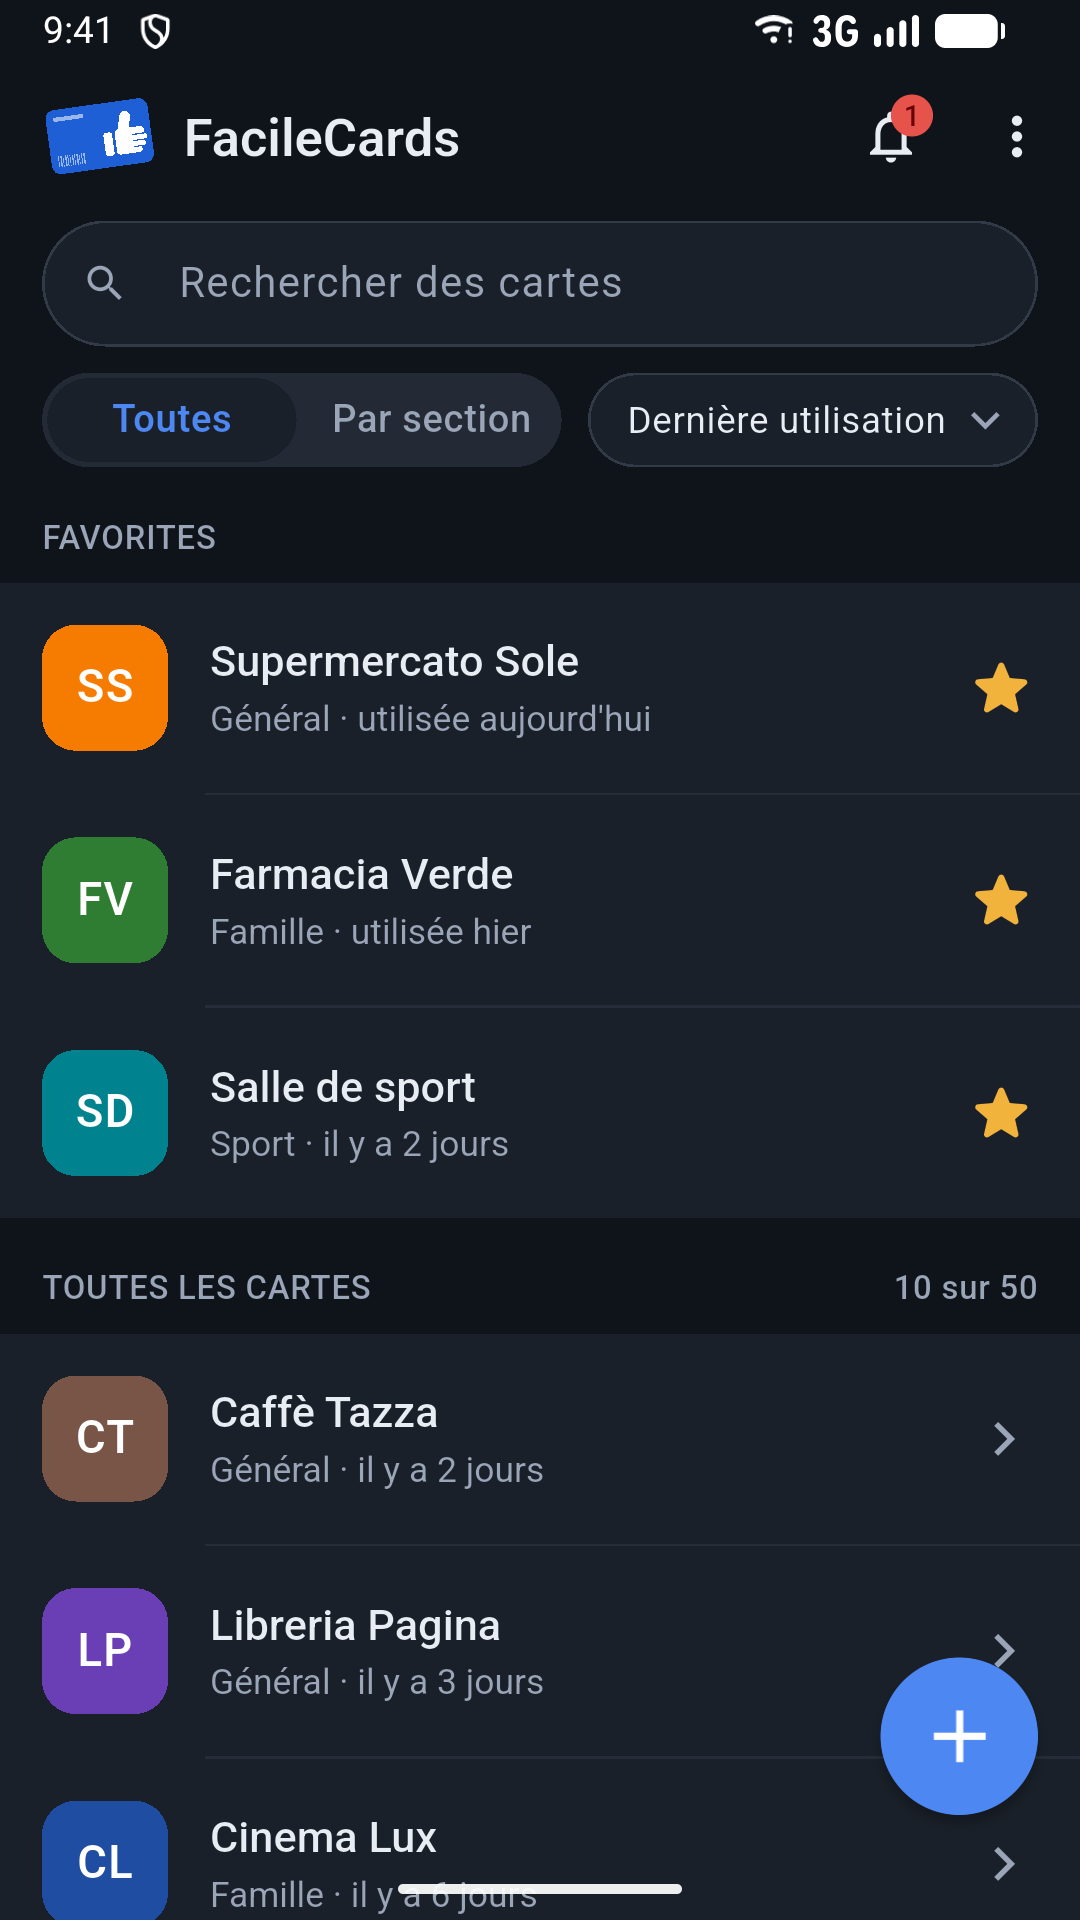 9:41
3G
FacileCards
1
Rechercher des cartes
Toutes
Par section
Dernière utilisation
FAVORITES
SS
Supermercato Sole
Général · utilisée aujourd'hui
FV
Farmacia Verde
Famille · utilisée hier
SD
Salle de sport
Sport · il y a 2 jours
TOUTES LES CARTES
10 sur 50
CT
Caffè Tazza
Général · il y a 2 jours
LP
Libreria Pagina
Général · il y a 3 jours
CL
Cinema Lux
Famille · il y a 6 jours